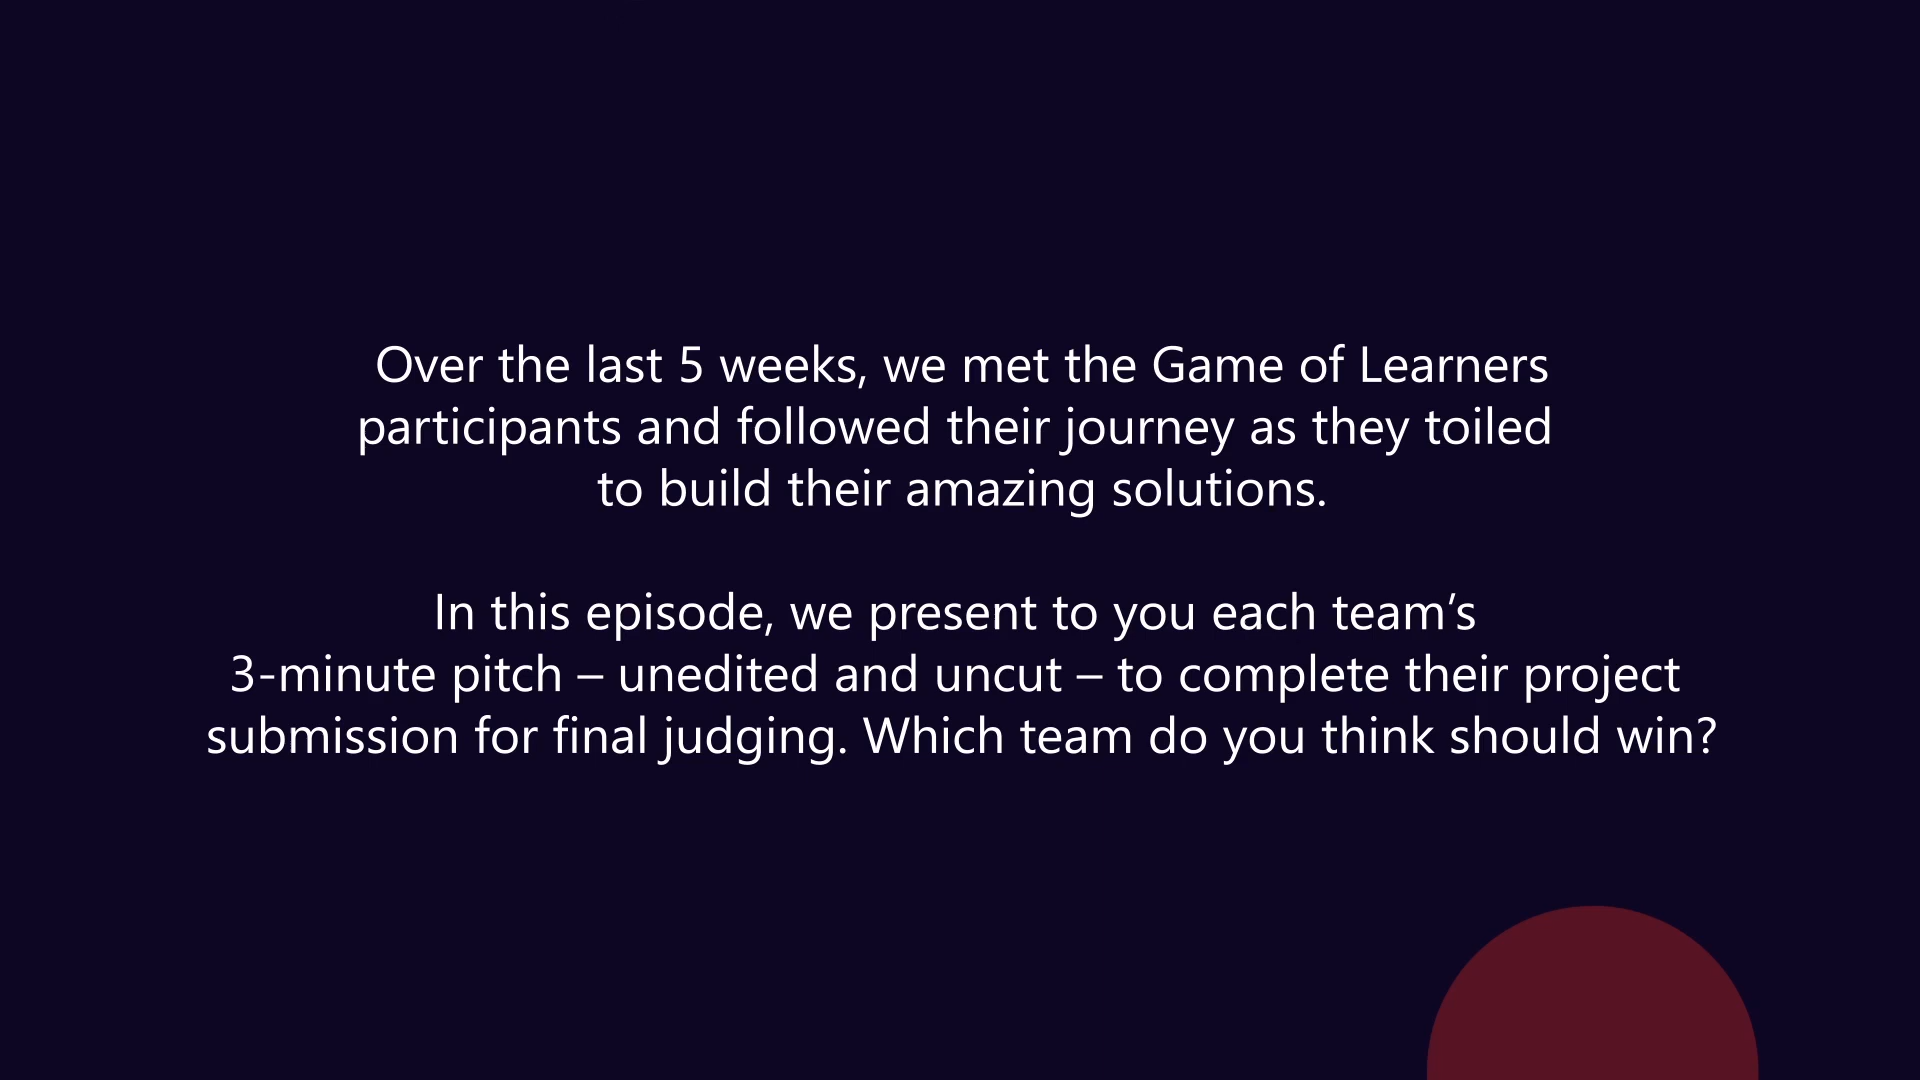 Over the last 5 weeks, we met the Game of Learners
participants and followed their journey as they toiled
to build their amazing solutions.
In this episode, we present to you each team’s
3-minute pitch – unedited and uncut – to complete their project
submission for final judging. Which team do you think should win?